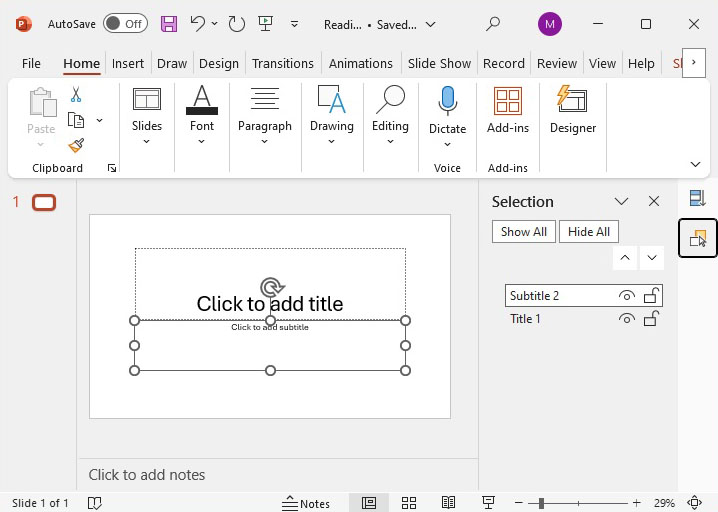 AutoSave Off Readi... • Saved... M
File Home Insert Draw Design Transitions Animations Slide Show Record Review View Help
Paste Slides Font Paragraph Drawing Editing Dictate Add-ins Designer
Clipboard Voice Add-ins
1
Click to add title
Click to add subtitle
Selection
Show All Hide All
Subtitle 2
Title 1
Click to add notes
Slide 1 of 1 Notes 29%